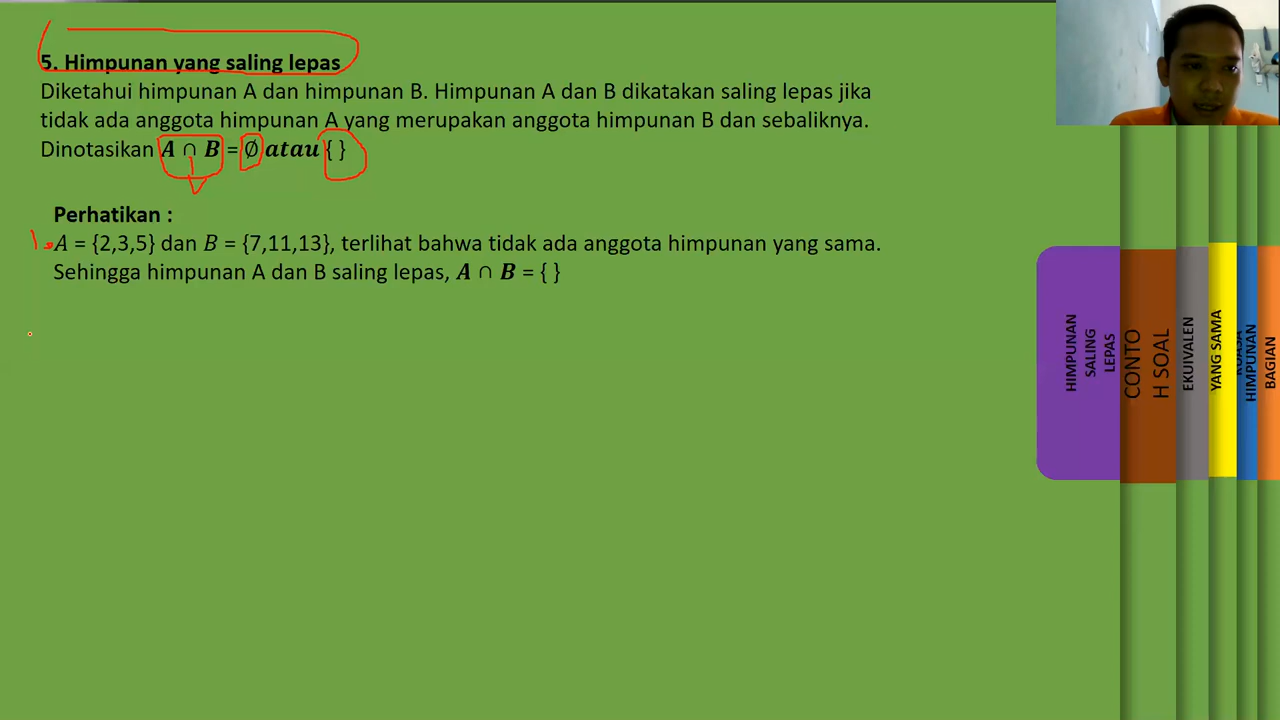 5. Himpunan yang saling lepas
Diketahui himpunan A dan himpunan B. Himpunan A dan B dikatakan saling lepas jika
tidak ada anggota himpunan A yang merupakan anggota himpunan B dan sebaliknya.
Dinotasikan A ∩ B = ∅ atau { }
Perhatikan :
A = {2,3,5} dan B = {7,11,13}, terlihat bahwa tidak ada anggota himpunan yang sama.
Sehingga himpunan A dan B saling lepas, A ∩ B = { }
HIMPUNAN
SALING
LEPAS
CONTO
H SOAL
EKUIVALEN
YANG SAMA
HIMPUNAN
BAGIAN